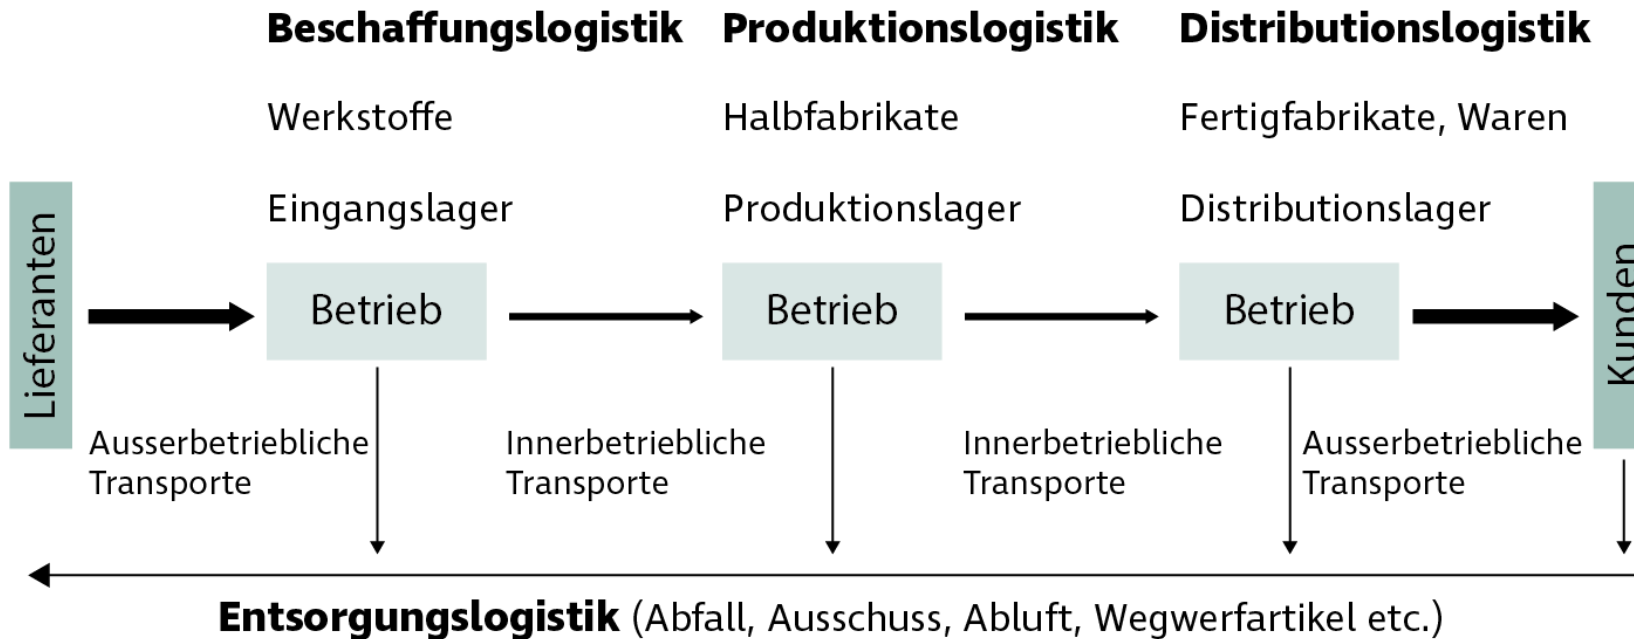 Beschaffungslogistik Produktionslogistik Distributionslogistik
Werkstoffe Halbfabrikate Fertigfabrikate, Waren
Eingangslager Produktionslager Distributionslager
Lieferanten
Betrieb Betrieb Betrieb
Kunden
Ausserbetriebliche Innerbetriebliche Innerbetriebliche Ausserbetriebliche
Transporte Transporte Transporte Transporte
Entsorgungslogistik (Abfall, Ausschuss, Abluft, Wegwerfartikel etc.)